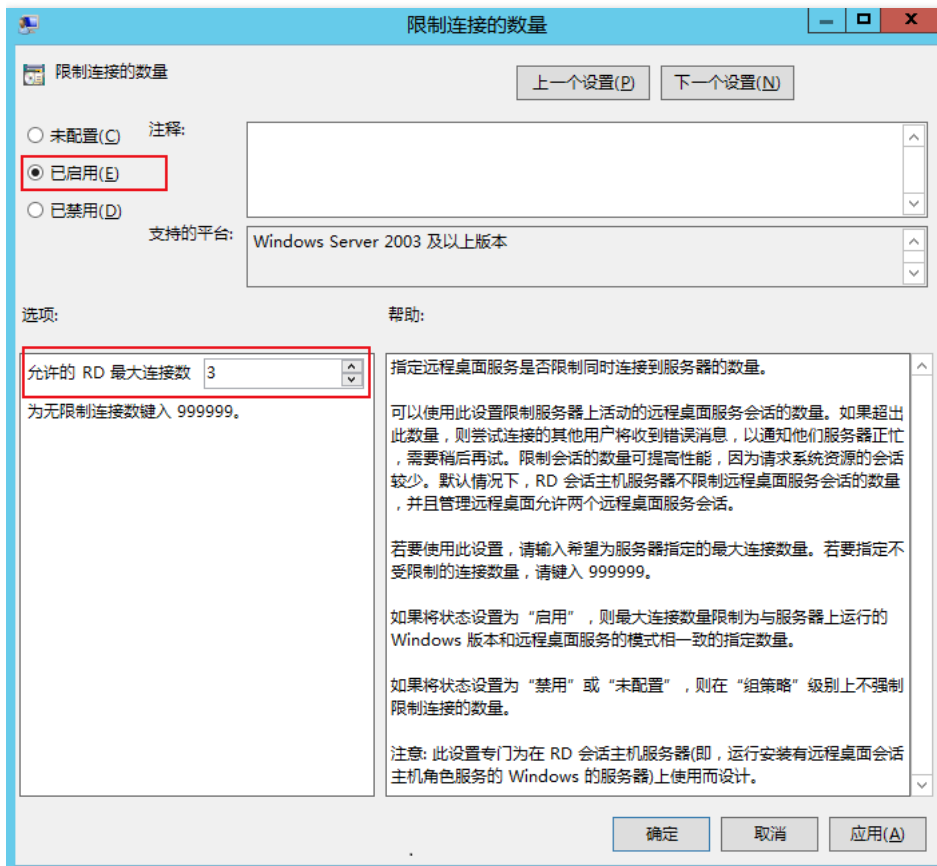 限制连接的数量
限制连接的数量
上一个设置(P)
下一个设置(N)
未配置(C)
注释:
已启用(E)
已禁用(D)
支持的平台:
Windows Server 2003 及以上版本
选项:
帮助:
允许的 RD 最大连接数 3
为无限制连接数键入 999999。
指定远程桌面服务是否限制同时连接到服务器的数量。
可以使用此设置限制服务器上活动的远程桌面服务会话的数量。如果超出
此数量，则尝试连接的其他用户将收到错误消息，以通知他们服务器正忙
，需要稍后再试。限制会话的数量可提高性能，因为请求系统资源的会话
较少。默认情况下，RD 会话主机服务器不限制远程桌面服务会话的数量
，并且管理远程桌面允许两个远程桌面服务会话。
若要使用此设置，请输入希望为服务器指定的最大连接数量。若要指定不
受限制的连接数量，请键入 999999。
如果将状态设置为“启用”，则最大连接数量限制为与服务器上运行的
Windows 版本和远程桌面服务的模式相一致的指定数量。
如果将状态设置为“禁用”或“未配置”，则在“组策略”级别上不强制
限制连接的数量。
注意: 此设置专门为在 RD 会话主机服务器(即，运行安装有远程桌面会话
主机角色服务的 Windows 的服务器)上使用而设计。
确定
取消
应用(A)